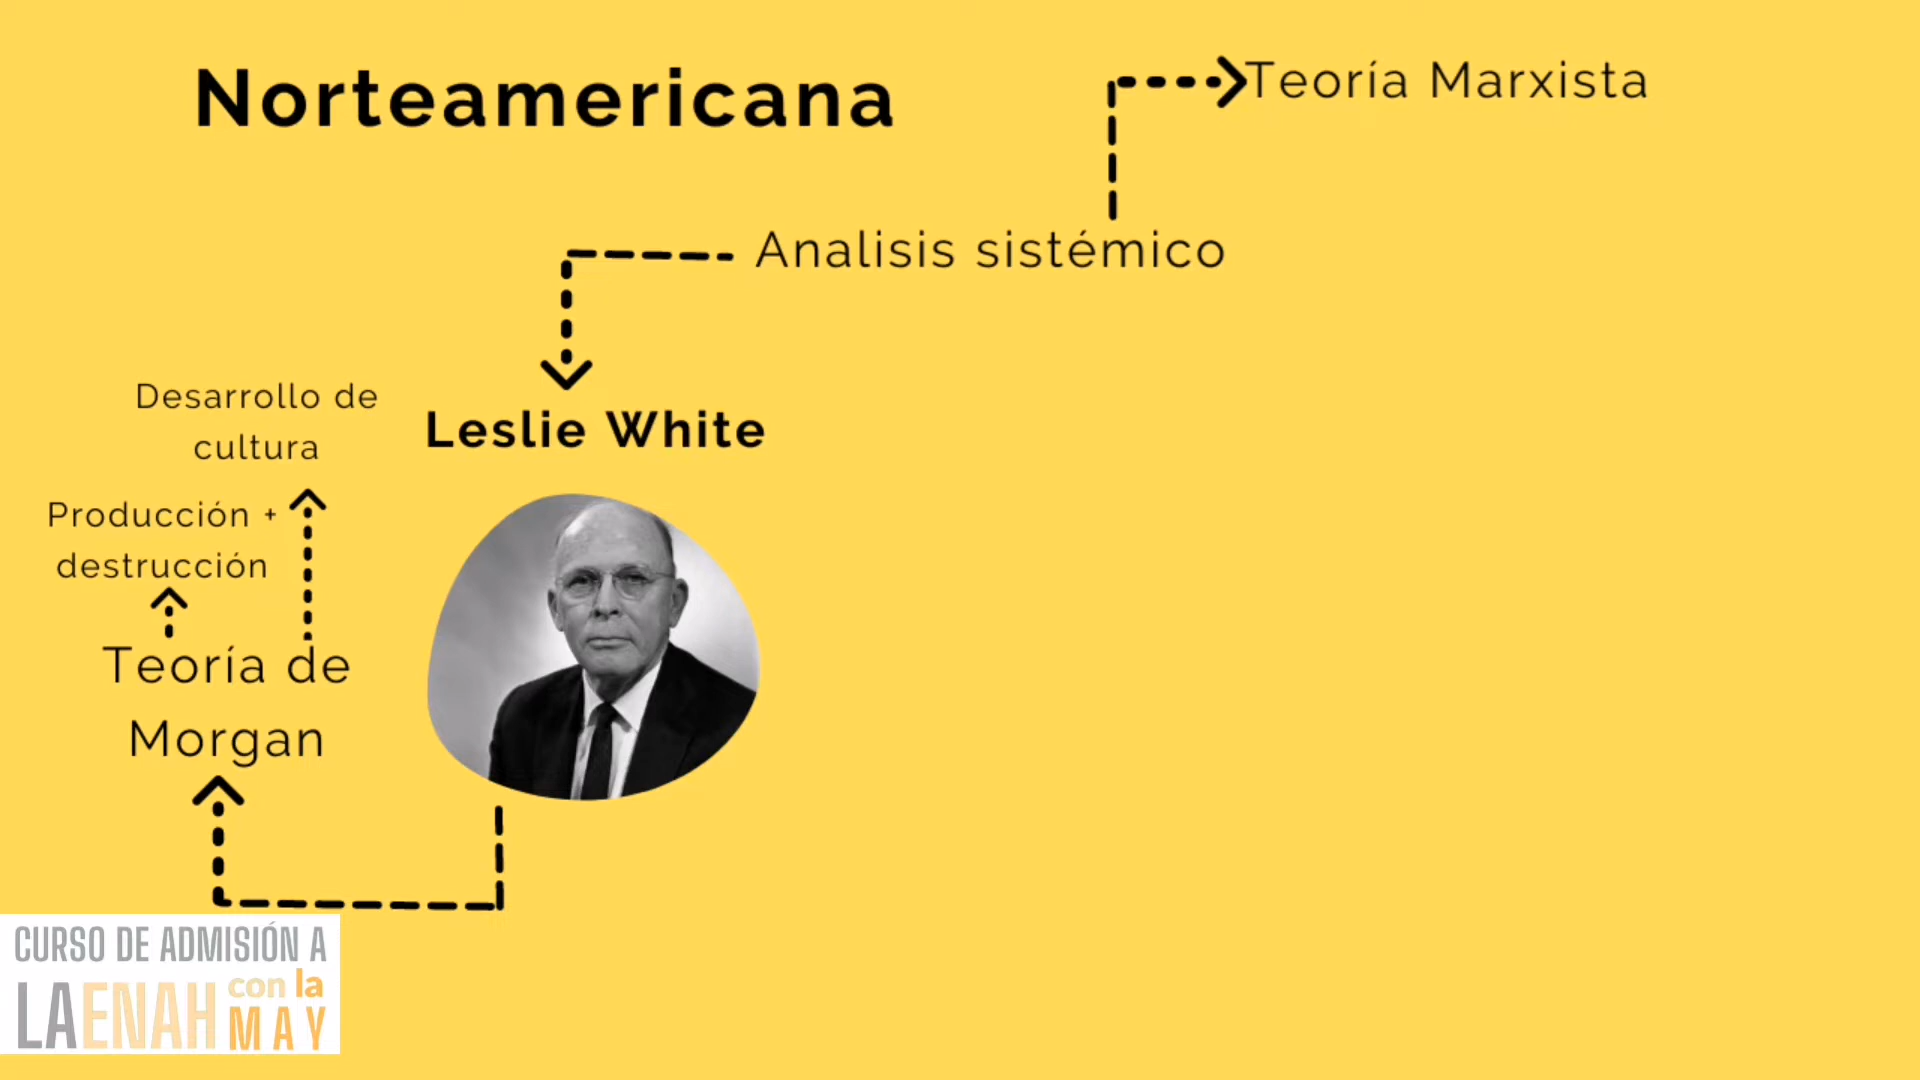 Norteamericana
Teoría Marxista
Analisis sistémico
Leslie White
Desarrollo de
cultura
Producción +
destrucción
Teoría de
Morgan
CURSO DE ADMISIÓN A
LAENAH con la
MAY